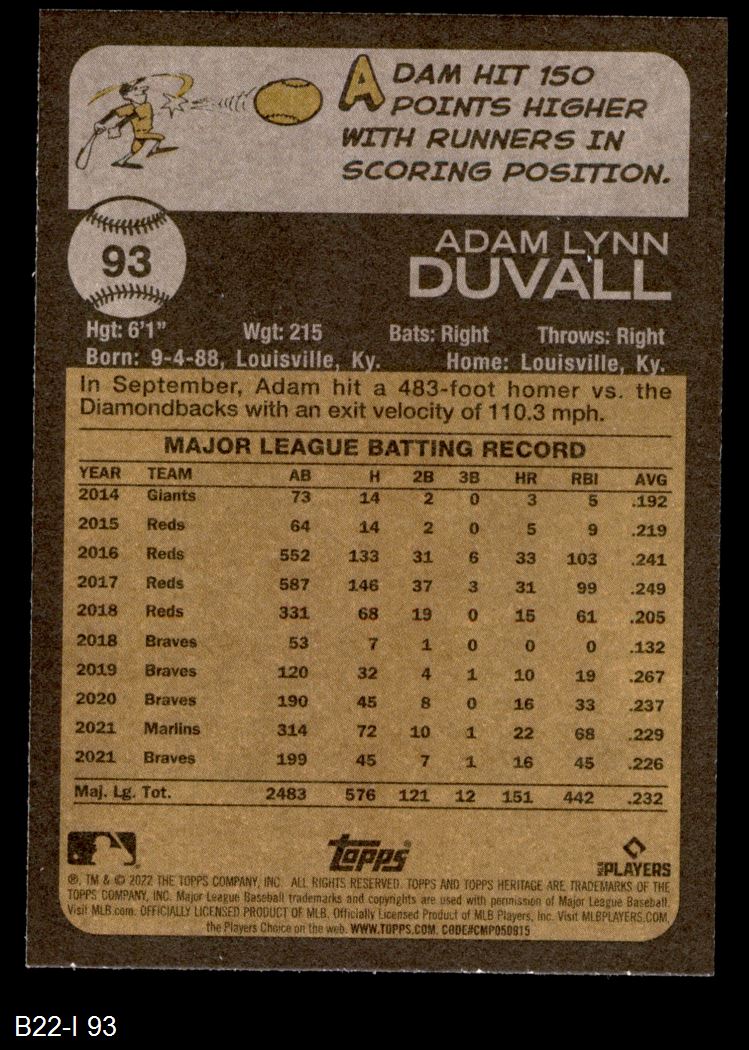 ADAM HIT 150
POINTS HIGHER
WITH RUNNERS IN
SCORING POSITION.
93
ADAM LYNN
DUVALL
Hgt: 6'1" Wgt: 215 Bats: Right Throws: Right
Born: 9-4-88, Louisville, Ky. Home: Louisville, Ky.
In September, Adam hit a 483-foot homer vs. the
Diamondbacks with an exit velocity of 110.3 mph.
MAJOR LEAGUE BATTING RECORD
YEAR TEAM AB H 2B 3B HR RBI AVG
2014 Giants 73 14 2 0 3 5 .192
2015 Reds 64 14 2 0 5 9 .219
2016 Reds 552 133 31 6 33 103 .241
2017 Reds 587 146 37 3 31 99 .249
2018 Reds 331 68 19 0 15 61 .205
2018 Braves 53 7 1 0 0 0 .132
2019 Braves 120 32 4 1 10 19 .267
2020 Braves 190 45 8 0 16 33 .237
2021 Marlins 314 72 10 1 22 68 .229
2021 Braves 199 45 7 1 16 45 .226
Maj. Lg. Tot. 2483 576 121 12 151 442 .232
topps
MLB PLAYERS
®, TM & © 2022 THE TOPPS COMPANY, INC. ALL RIGHTS RESERVED. TOPPS AND TOPPS HERITAGE ARE TRADEMARKS OF THE
TOPPS COMPANY, INC. Major League Baseball trademarks and copyrights are used with permission of Major League Baseball.
Visit MLB.com. OFFICIALLY LICENSED PRODUCT OF MLB. Officially Licensed Product of MLB Players, Inc. Visit MLBPLAYERS.COM,
the Players Choice on the web. WWW.TOPPS.COM. CODE#CMP050815
B22-I 93